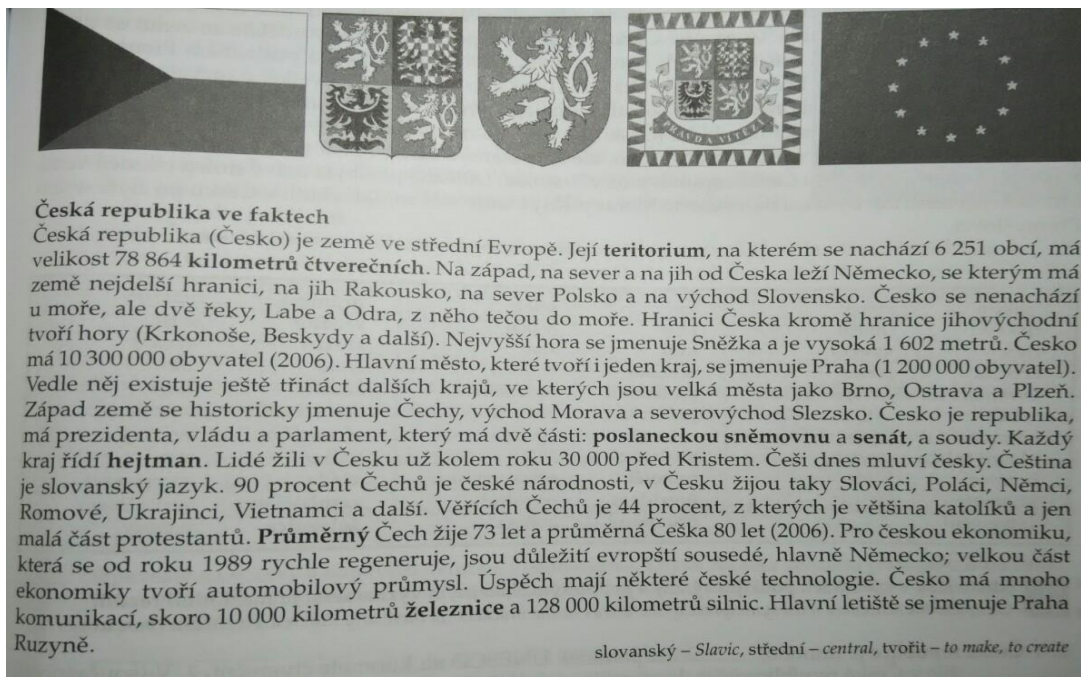 PRAVDA VÍTĚZÍ
Česká republika ve faktech
Česká republika (Česko) je země ve střední Evropě. Její teritorium, na kterém se nachází 6 251 obcí, má
velikost 78 864 kilometrů čtverečních. Na západ, na sever a na jih od Česka leží Německo, se kterým má
země nejdelší hranici, na jih Rakousko, na sever Polsko a na východ Slovensko. Česko se nenachází
u moře, ale dvě řeky, Labe a Odra, z něho tečou do moře. Hranici Česka kromě hranice jihovýchodní
tvoří hory (Krkonoše, Beskydy a další). Nejvyšší hora se jmenuje Sněžka a je vysoká 1 602 metrů. Česko
má 10 300 000 obyvatel (2006). Hlavní město, které tvoří i jeden kraj, se jmenuje Praha (1 200 000 obyvatel).
Vedle něj existuje ještě třináct dalších krajů, ve kterých jsou velká města jako Brno, Ostrava a Plzeň.
Západ země se historicky jmenuje Čechy, východ Morava a severovýchod Slezsko. Česko je republika,
má prezidenta, vládu a parlament, který má dvě části: poslaneckou sněmovnu a senát, a soudy. Každý
kraj řídí hejtman. Lidé žili v Česku už kolem roku 30 000 před Kristem. Češi dnes mluví česky. Čeština
je slovanský jazyk. 90 procent Čechů je české národnosti, v Česku žijou taky Slováci, Poláci, Němci,
Romové, Ukrajinci, Vietnamci a další. Věřících Čechů je 44 procent, z kterých je většina katolíků a jen
malá část protestantů. Průměrný Čech žije 73 let a průměrná Češka 80 let (2006). Pro českou ekonomiku,
která se od roku 1989 rychle regeneruje, jsou důležití evropští sousedé, hlavně Německo; velkou část
ekonomiky tvoří automobilový průmysl. Úspěch mají některé české technologie. Česko má mnoho
komunikací, skoro 10 000 kilometrů železnice a 128 000 kilometrů silnic. Hlavní letiště se jmenuje Praha
Ruzyně.
slovanský – Slavic, střední – central, tvořit – to make, to create